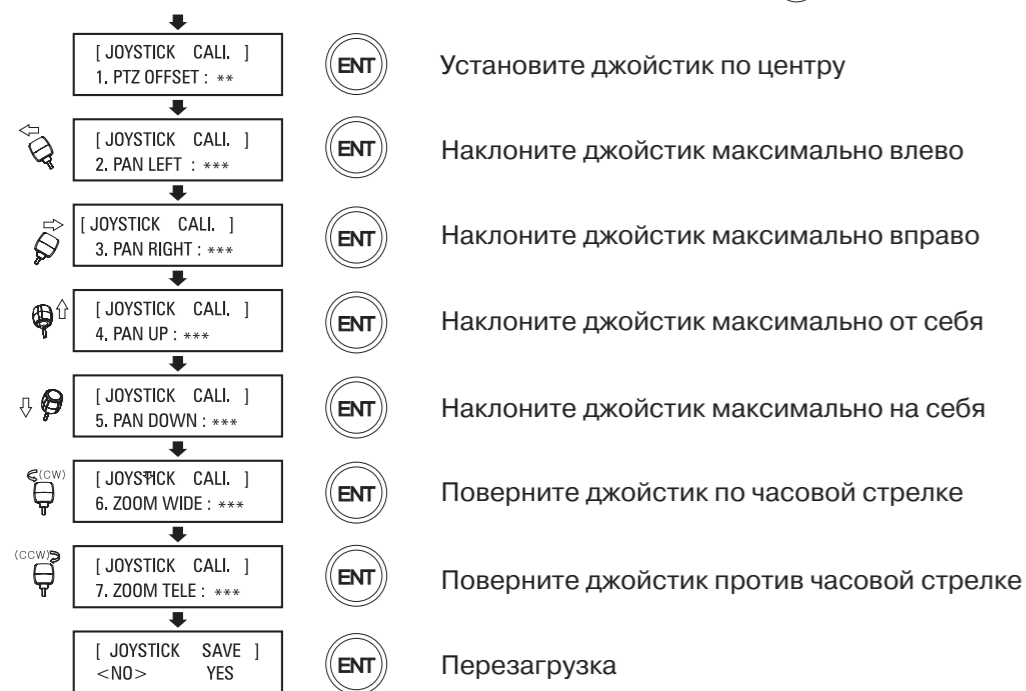 [ JOYSTICK CALI. ]
1. PTZ OFFSET : **
ENT
Установите джойстик по центру
[ JOYSTICK CALI. ]
2. PAN LEFT : ***
ENT
Наклоните джойстик максимально влево
[ JOYSTICK CALI. ]
3. PAN RIGHT : ***
ENT
Наклоните джойстик максимально вправо
[ JOYSTICK CALI. ]
4. PAN UP : ***
ENT
Наклоните джойстик максимально от себя
[ JOYSTICK CALI. ]
5. PAN DOWN : ***
ENT
Наклоните джойстик максимально на себя
(CW)
[ JOYSTICK CALI. ]
6. ZOOM WIDE : ***
ENT
Поверните джойстик по часовой стрелке
(CCW)
[ JOYSTICK CALI. ]
7. ZOOM TELE : ***
ENT
Поверните джойстик против часовой стрелке
[ JOYSTICK SAVE ]
<NO> YES
ENT
Перезагрузка